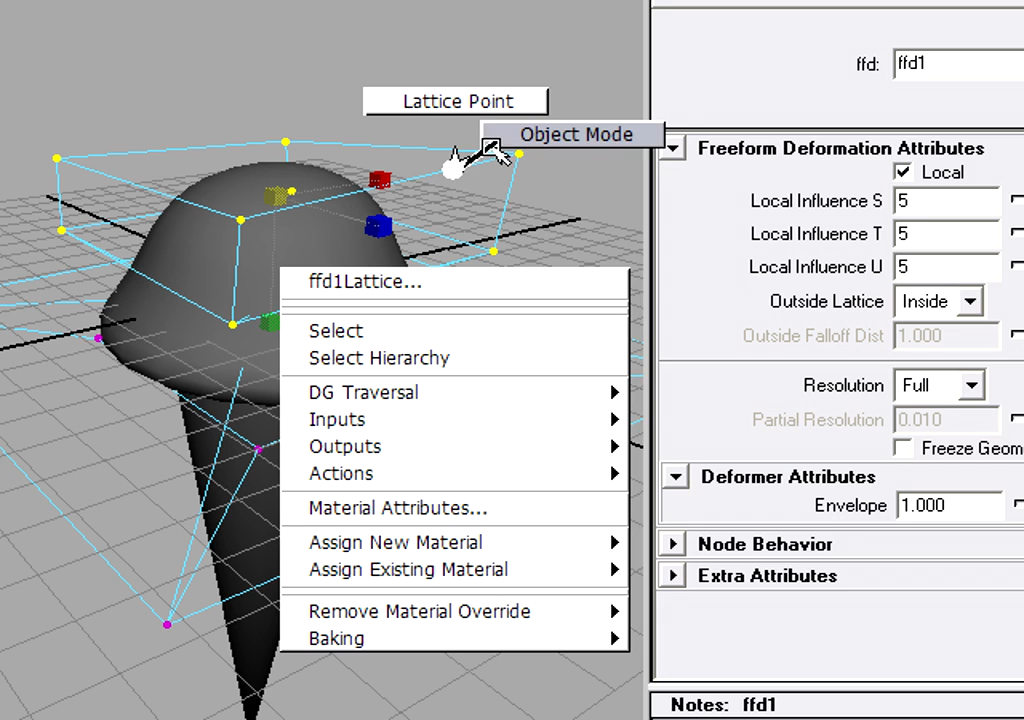 Lattice Point
Object Mode
ffd1Lattice...
Select
Select Hierarchy
DG Traversal
Inputs
Outputs
Actions
Material Attributes...
Assign New Material
Assign Existing Material
Remove Material Override
Baking
ffd: ffd1
Freeform Deformation Attributes
Local
Local Influence S 5
Local Influence T 5
Local Influence U 5
Outside Lattice Inside
Outside Falloff Dist 1.000
Resolution Full
Partial Resolution 0.010
Freeze Geom
Deformer Attributes
Envelope 1.000
Node Behavior
Extra Attributes
Notes: ffd1